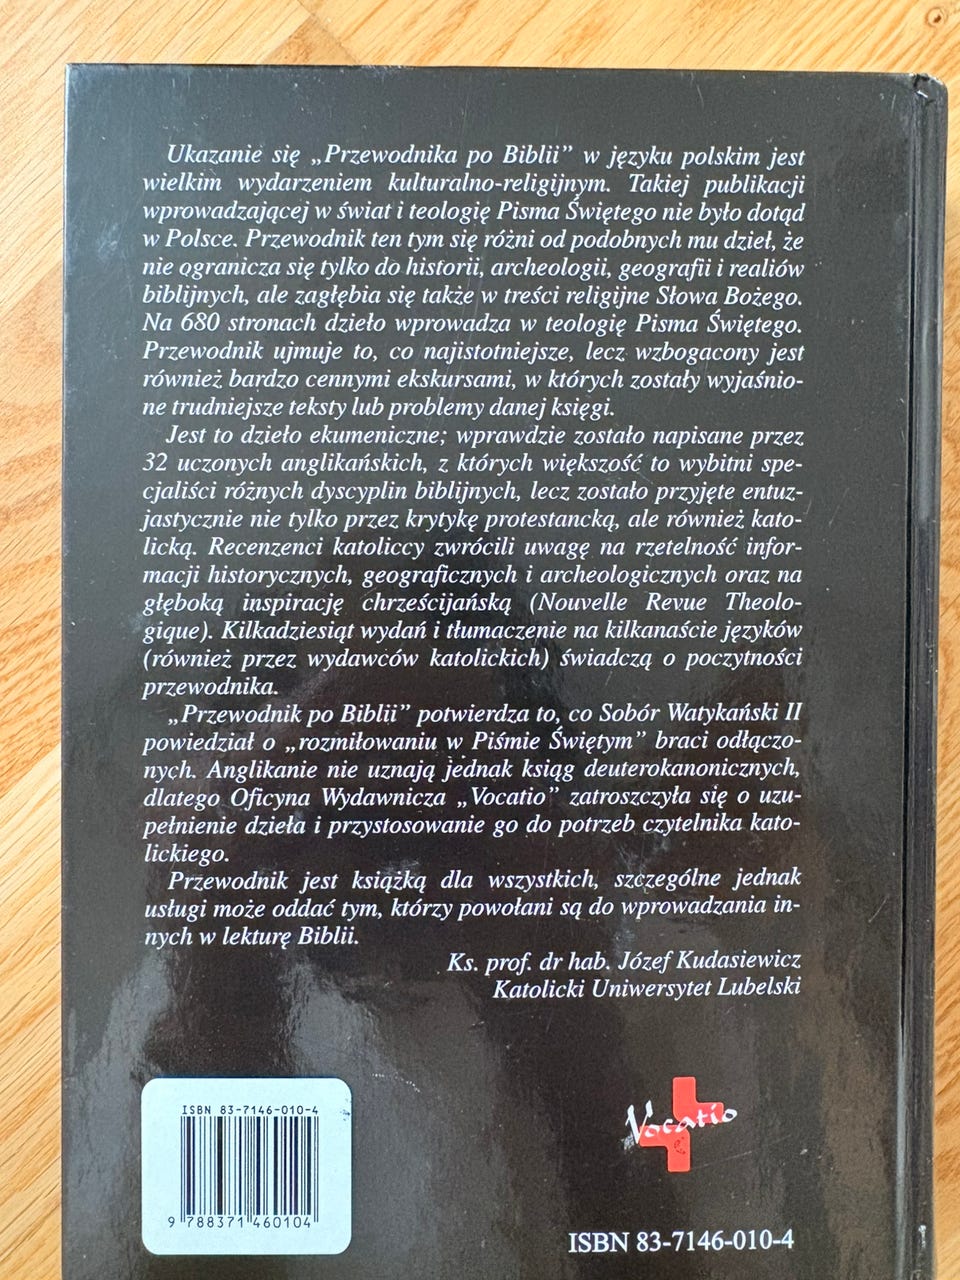 Ukazanie się „Przewodnika po Biblii” w języku polskim jest
wielkim wydarzeniem kulturalno-religijnym. Takiej publikacji
wprowadzającej w świat i teologię Pisma Świętego nie było dotąd
w Polsce. Przewodnik ten tym się różni od podobnych mu dzieł, że
nie ogranicza się tylko do historii, archeologii, geografii i realiów
biblijnych, ale zagłębia się także w treści religijne Słowa Bożego.
Na 680 stronach dzieło wprowadza w teologię Pisma Świętego.
Przewodnik ujmuje to, co najistotniejsze, lecz wzbogacony jest
również bardzo cennymi ekskursami, w których zostały wyjaśnio-
ne trudniejsze teksty lub problemy danej księgi.
Jest to dzieło ekumeniczne; wprawdzie zostało napisane przez
32 uczonych anglikańskich, z których większość to wybitni spe-
cjaliści różnych dyscyplin biblijnych, lecz zostało przyjęte entuz-
jastycznie nie tylko przez krytykę protestancką, ale również kato-
licką. Recenzenci katoliccy zwrócili uwagę na rzetelność infor-
macji historycznych, geograficznych i archeologicznych oraz na
głęboką inspirację chrześcijańską (Nouvelle Revue Theolo-
gique). Kilkadziesiąt wydań i tłumaczenie na kilkanaście języków
(również przez wydawców katolickich) świadczą o poczytności
przewodnika.
„Przewodnik po Biblii” potwierdza to, co Sobór Watykański II
powiedział o „rozmiłowaniu w Piśmie Świętym” braci odłączo-
nych. Anglikanie nie uznają jednak ksiąg deuterokanonicznych,
dlatego Oficyna Wydawnicza „Vocatio” zatroszczyła się o uzu-
pełnienie dzieła i przystosowanie go do potrzeb czytelnika kato-
lickiego.
Przewodnik jest książką dla wszystkich, szczególne jednak
usługi może oddać tym, którzy powołani są do wprowadzania in-
nych w lekturę Biblii.
Ks. prof. dr hab. Józef Kudasiewicz
Katolicki Uniwersytet Lubelski
ISBN 83-7146-010-4
9 788371 460104
Vocatio
ISBN 83-7146-010-4